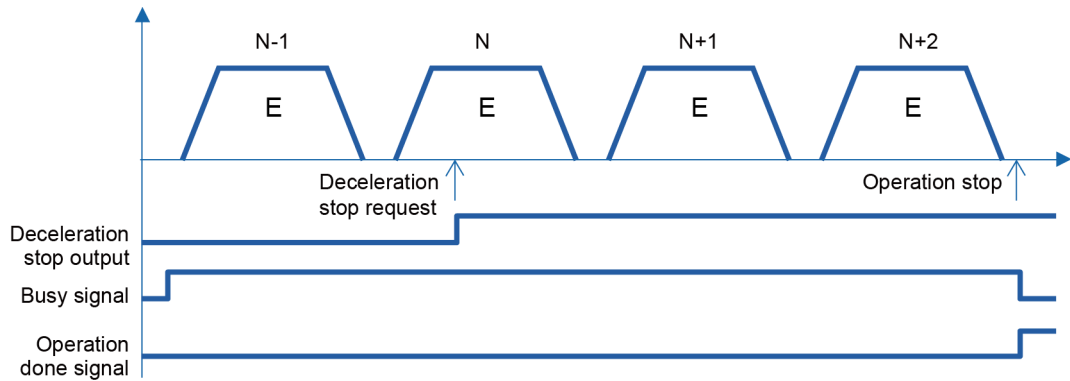 N-1
N
N+1
N+2
E
E
E
E
Deceleration
stop request
Operation stop
Deceleration
stop output
Busy signal
Operation
done signal